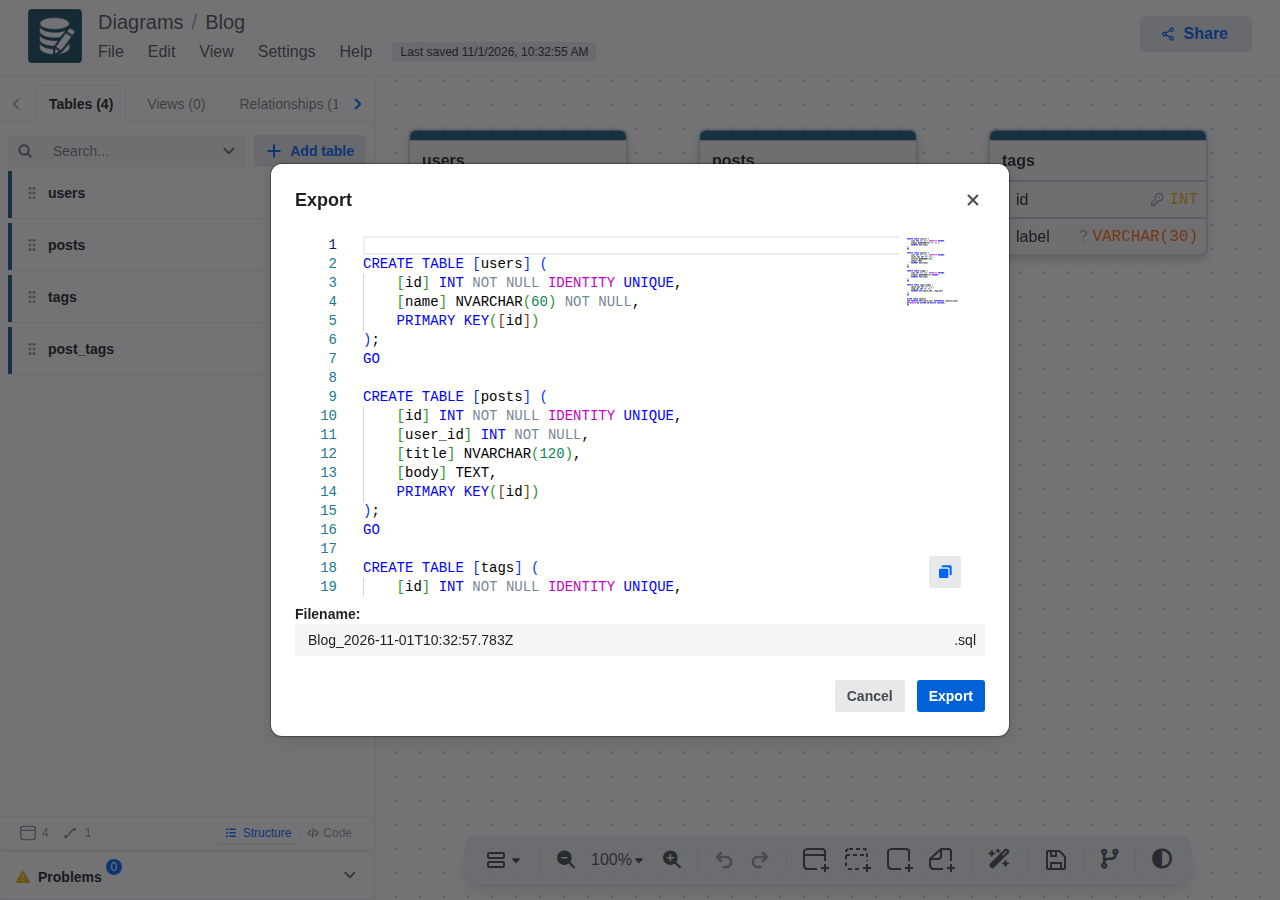 Diagrams / Blog
File Edit View Settings Help Last saved 11/1/2026, 10:32:55 AM
Share
Tables (4) Views (0) Relationships (1
Search... Add table
users
posts
tags
post_tags
users
posts
tags
id INT
label ? VARCHAR(30)
Export
1
2 CREATE TABLE [users] (
3 [id] INT NOT NULL IDENTITY UNIQUE,
4 [name] NVARCHAR(60) NOT NULL,
5 PRIMARY KEY([id])
6 );
7 GO
8
9 CREATE TABLE [posts] (
10 [id] INT NOT NULL IDENTITY UNIQUE,
11 [user_id] INT NOT NULL,
12 [title] NVARCHAR(120),
13 [body] TEXT,
14 PRIMARY KEY([id])
15 );
16 GO
17
18 CREATE TABLE [tags] (
19 [id] INT NOT NULL IDENTITY UNIQUE,
Filename:
Blog_2026-11-01T10:32:57.783Z .sql
Cancel Export
4 1 Structure Code
Problems 0
100%